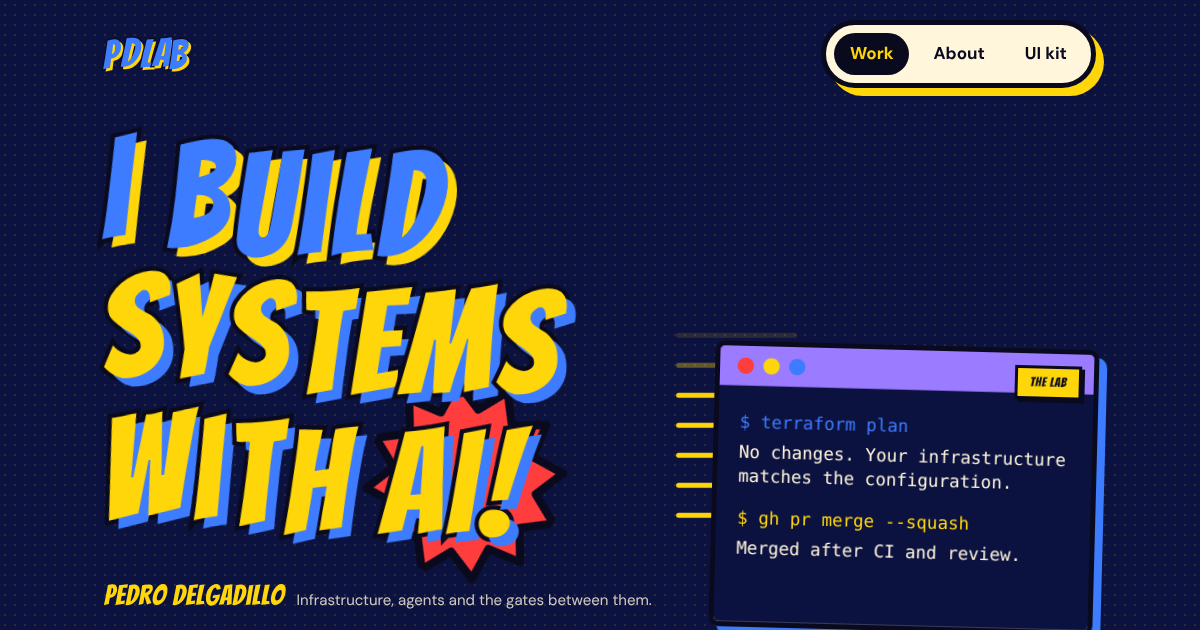 PDLAB
Work
About
UI kit
I BUILD
SYSTEMS
WITH AI!
THE LAB
$ terraform plan
No changes. Your infrastructure
matches the configuration.
$ gh pr merge --squash
Merged after CI and review.
PEDRO DELGADILLO
Infrastructure, agents and the gates between them.